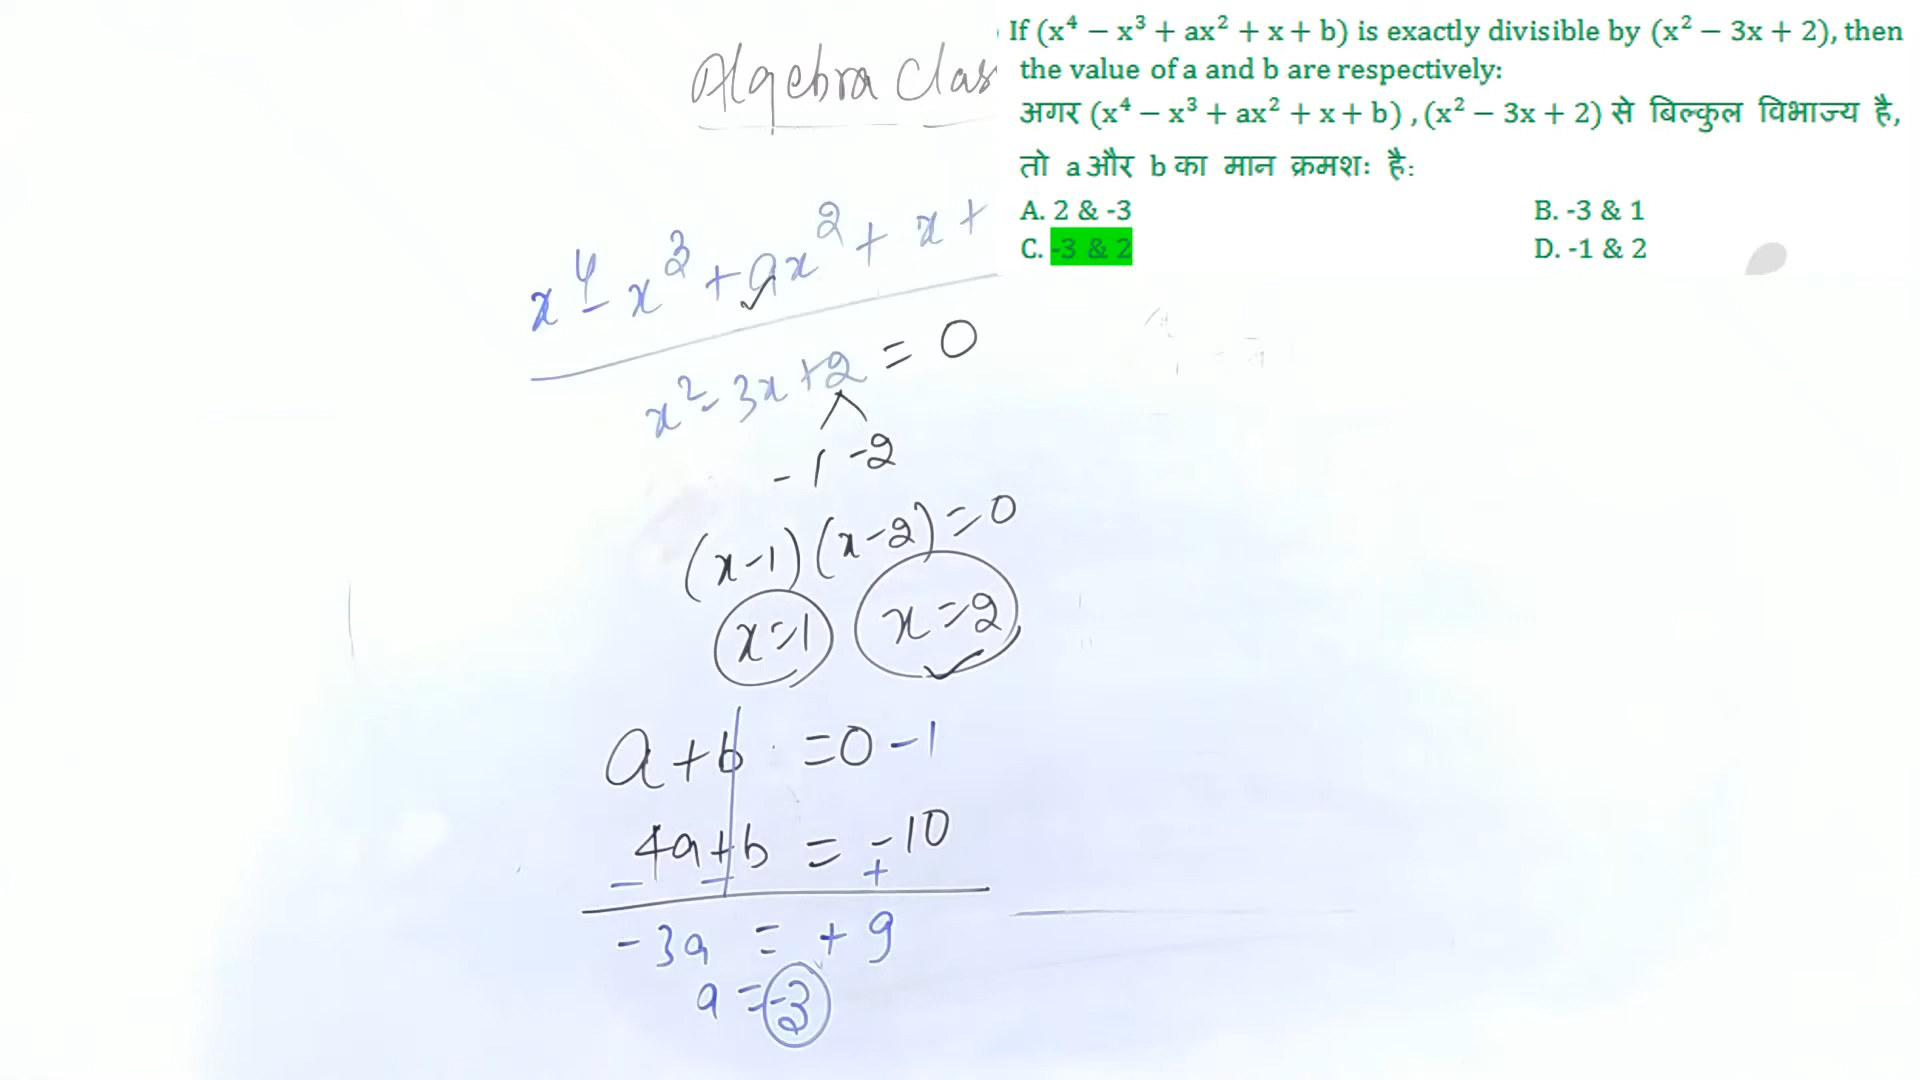 Algebra Clas
If (x⁴ − x³ + ax² + x + b) is exactly divisible by (x² − 3x + 2), then
the value of a and b are respectively:
अगर (x⁴ − x³ + ax² + x + b) , (x² − 3x + 2) से बिल्कुल विभाज्य है,
तो a और b का मान क्रमशः है:
A. 2 & -3 B. -3 & 1
C. -3 & 2 D. -1 & 2
x⁴ - x³ + ax² + x +
x² - 3x + 2 = 0
-1 -2
(x-1)(x-2)=0
x=1 x=2
a+b =0-1
4a+b = -10
- - +
-3a = +9
a = -3